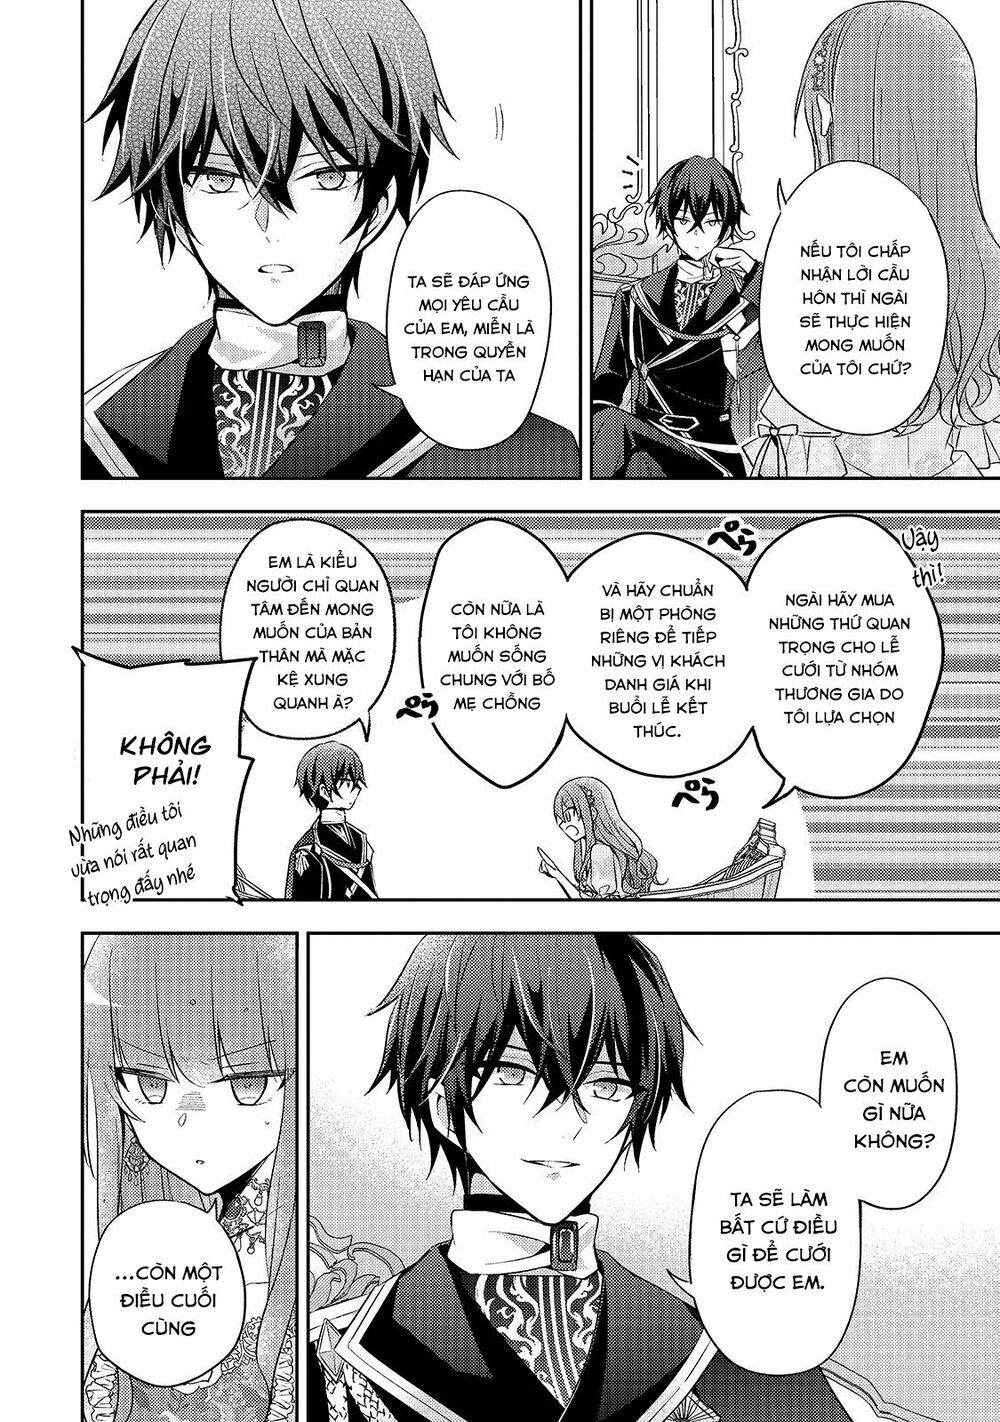 NẾU TÔI CHẤP
NHẬN LỜI CẦU
HÔN THÌ NGÀI
SẼ THỰC HIỆN
MONG MUỐN
CỦA TÔI CHỨ?
TA SẼ ĐÁP ỨNG
MỌI YÊU CẦU
CỦA EM, MIỄN LÀ
TRONG QUYỀN
HẠN CỦA TA
Vậy
thì!
NGÀI HÃY MUA
NHỮNG THỨ QUAN
TRỌNG CHO LỄ
CƯỚI TỪ NHÓM
THƯƠNG GIA DO
TÔI LỰA CHỌN
ぺら
VÀ HÃY CHUẨN
BỊ MỘT PHÒNG
RIÊNG ĐỂ TIẾP
NHỮNG VỊ KHÁCH
DANH GIÁ KHI
BUỔI LỄ KẾT
THÚC.
ぺら
CÒN NỮA LÀ
TÔI KHÔNG
MUỐN SỐNG
CHUNG VỚI BỐ
MẸ CHỒNG
ぺら
EM LÀ KIỂU
NGƯỜI CHỈ QUAN
TÂM ĐẾN MONG
MUỐN CỦA BẢN
THÂN MÀ MẶC
KỆ XUNG
QUANH À?
KHÔNG
PHẢI!
Những điều tôi
vừa nói rất quan
trọng đấy nhé
EM
CÒN MUỐN
GÌ NỮA
KHÔNG?
TA SẼ LÀM
BẤT CỨ ĐIỀU
GÌ ĐỂ CƯỚI
ĐƯỢC EM.
...CÒN MỘT
ĐIỀU CUỐI
CÙNG